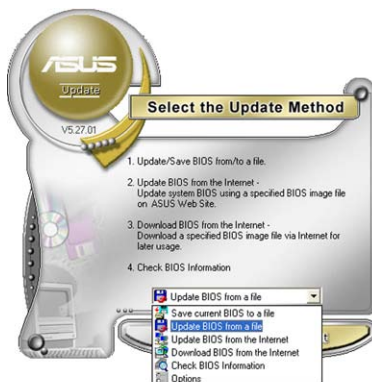 ASUS
Update
V5.27.01
Select the Update Method
1. Update/Save BIOS from/to a file.
2. Update BIOS from the Internet -
Update system BIOS using a specified BIOS image file
on ASUS Web Site.
3. Download BIOS from the Internet -
Download a specified BIOS image file via Internet for
later usage.
4. Check BIOS Information
Update BIOS from a file
Save current BIOS to a file
Update BIOS from a file
Update BIOS from the Internet
Download BIOS from the Internet
Check BIOS Information
Options